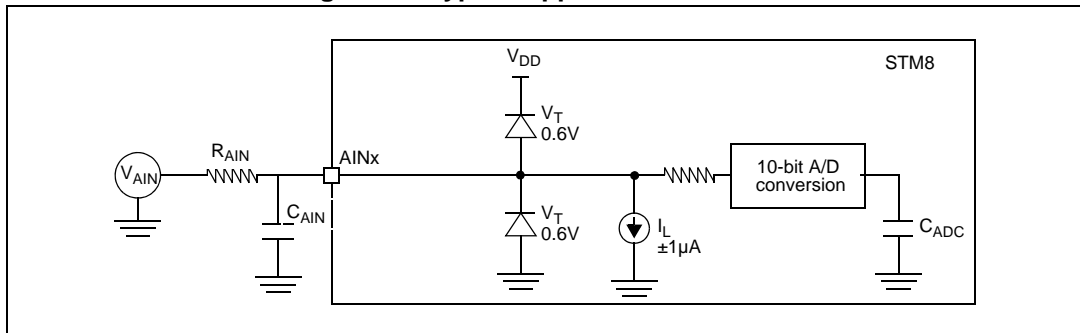 STM8
V_DD
V_T
0.6V
R_AIN
AINx
V_AIN
10-bit A/D
conversion
C_AIN
V_T
0.6V
I_L
±1µA
C_ADC